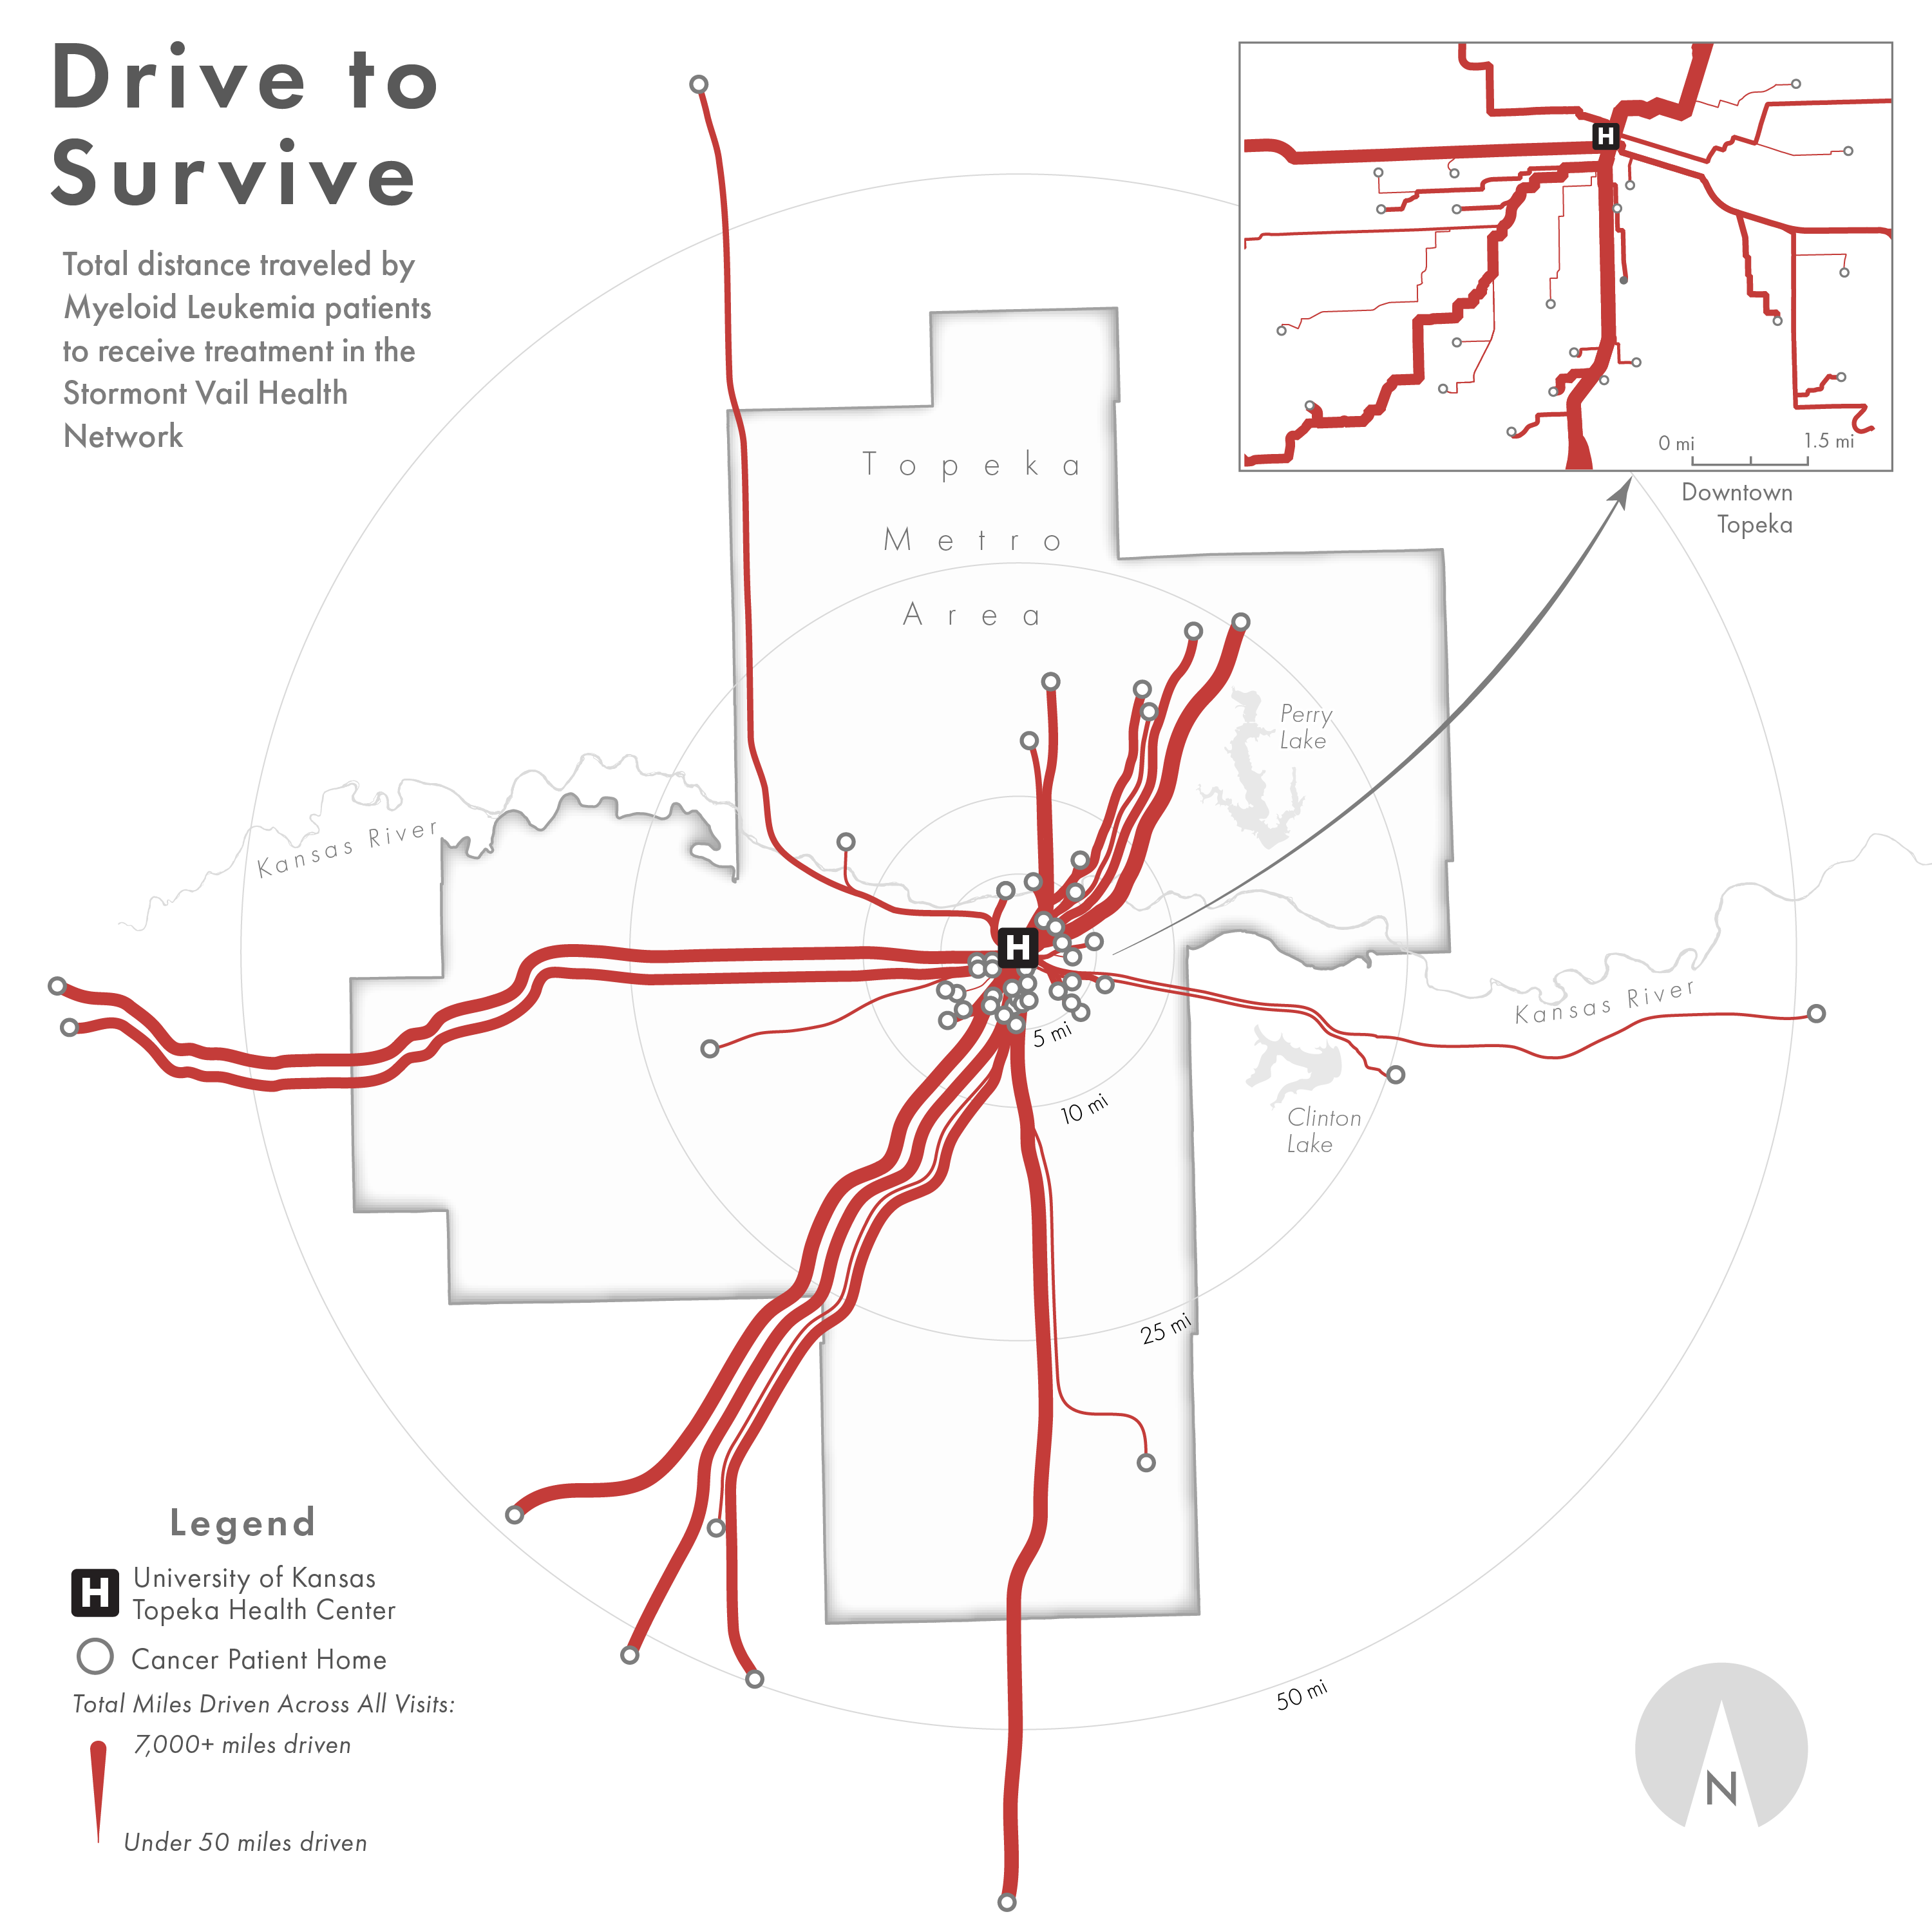 Drive to
Survive
Total distance traveled by
Myeloid Leukemia patients
to receive treatment in the
Stormont Vail Health
Network
H
0 mi
1.5 mi
Downtown
Topeka
Topeka
Metro
Area
Perry
Lake
Kansas River
H
Kansas River
5 mi
10 mi
Clinton
Lake
25 mi
50 mi
Legend
H
University of Kansas
Topeka Health Center
Cancer Patient Home
Total Miles Driven Across All Visits:
7,000+ miles driven
Under 50 miles driven
N